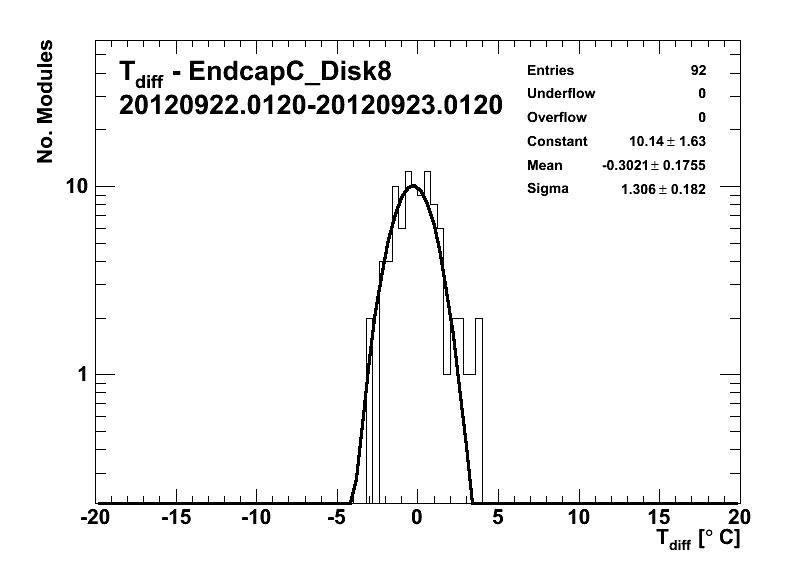 No. Modules
T_diff - EndcapC_Disk8
20120922.0120-20120923.0120
Entries 92
Underflow 0
Overflow 0
Constant 10.14 ± 1.63
Mean -0.3021 ± 0.1755
Sigma 1.306 ± 0.182
10
1
-20 -15 -10 -5 0 5 10 15 20
T_diff [° C]